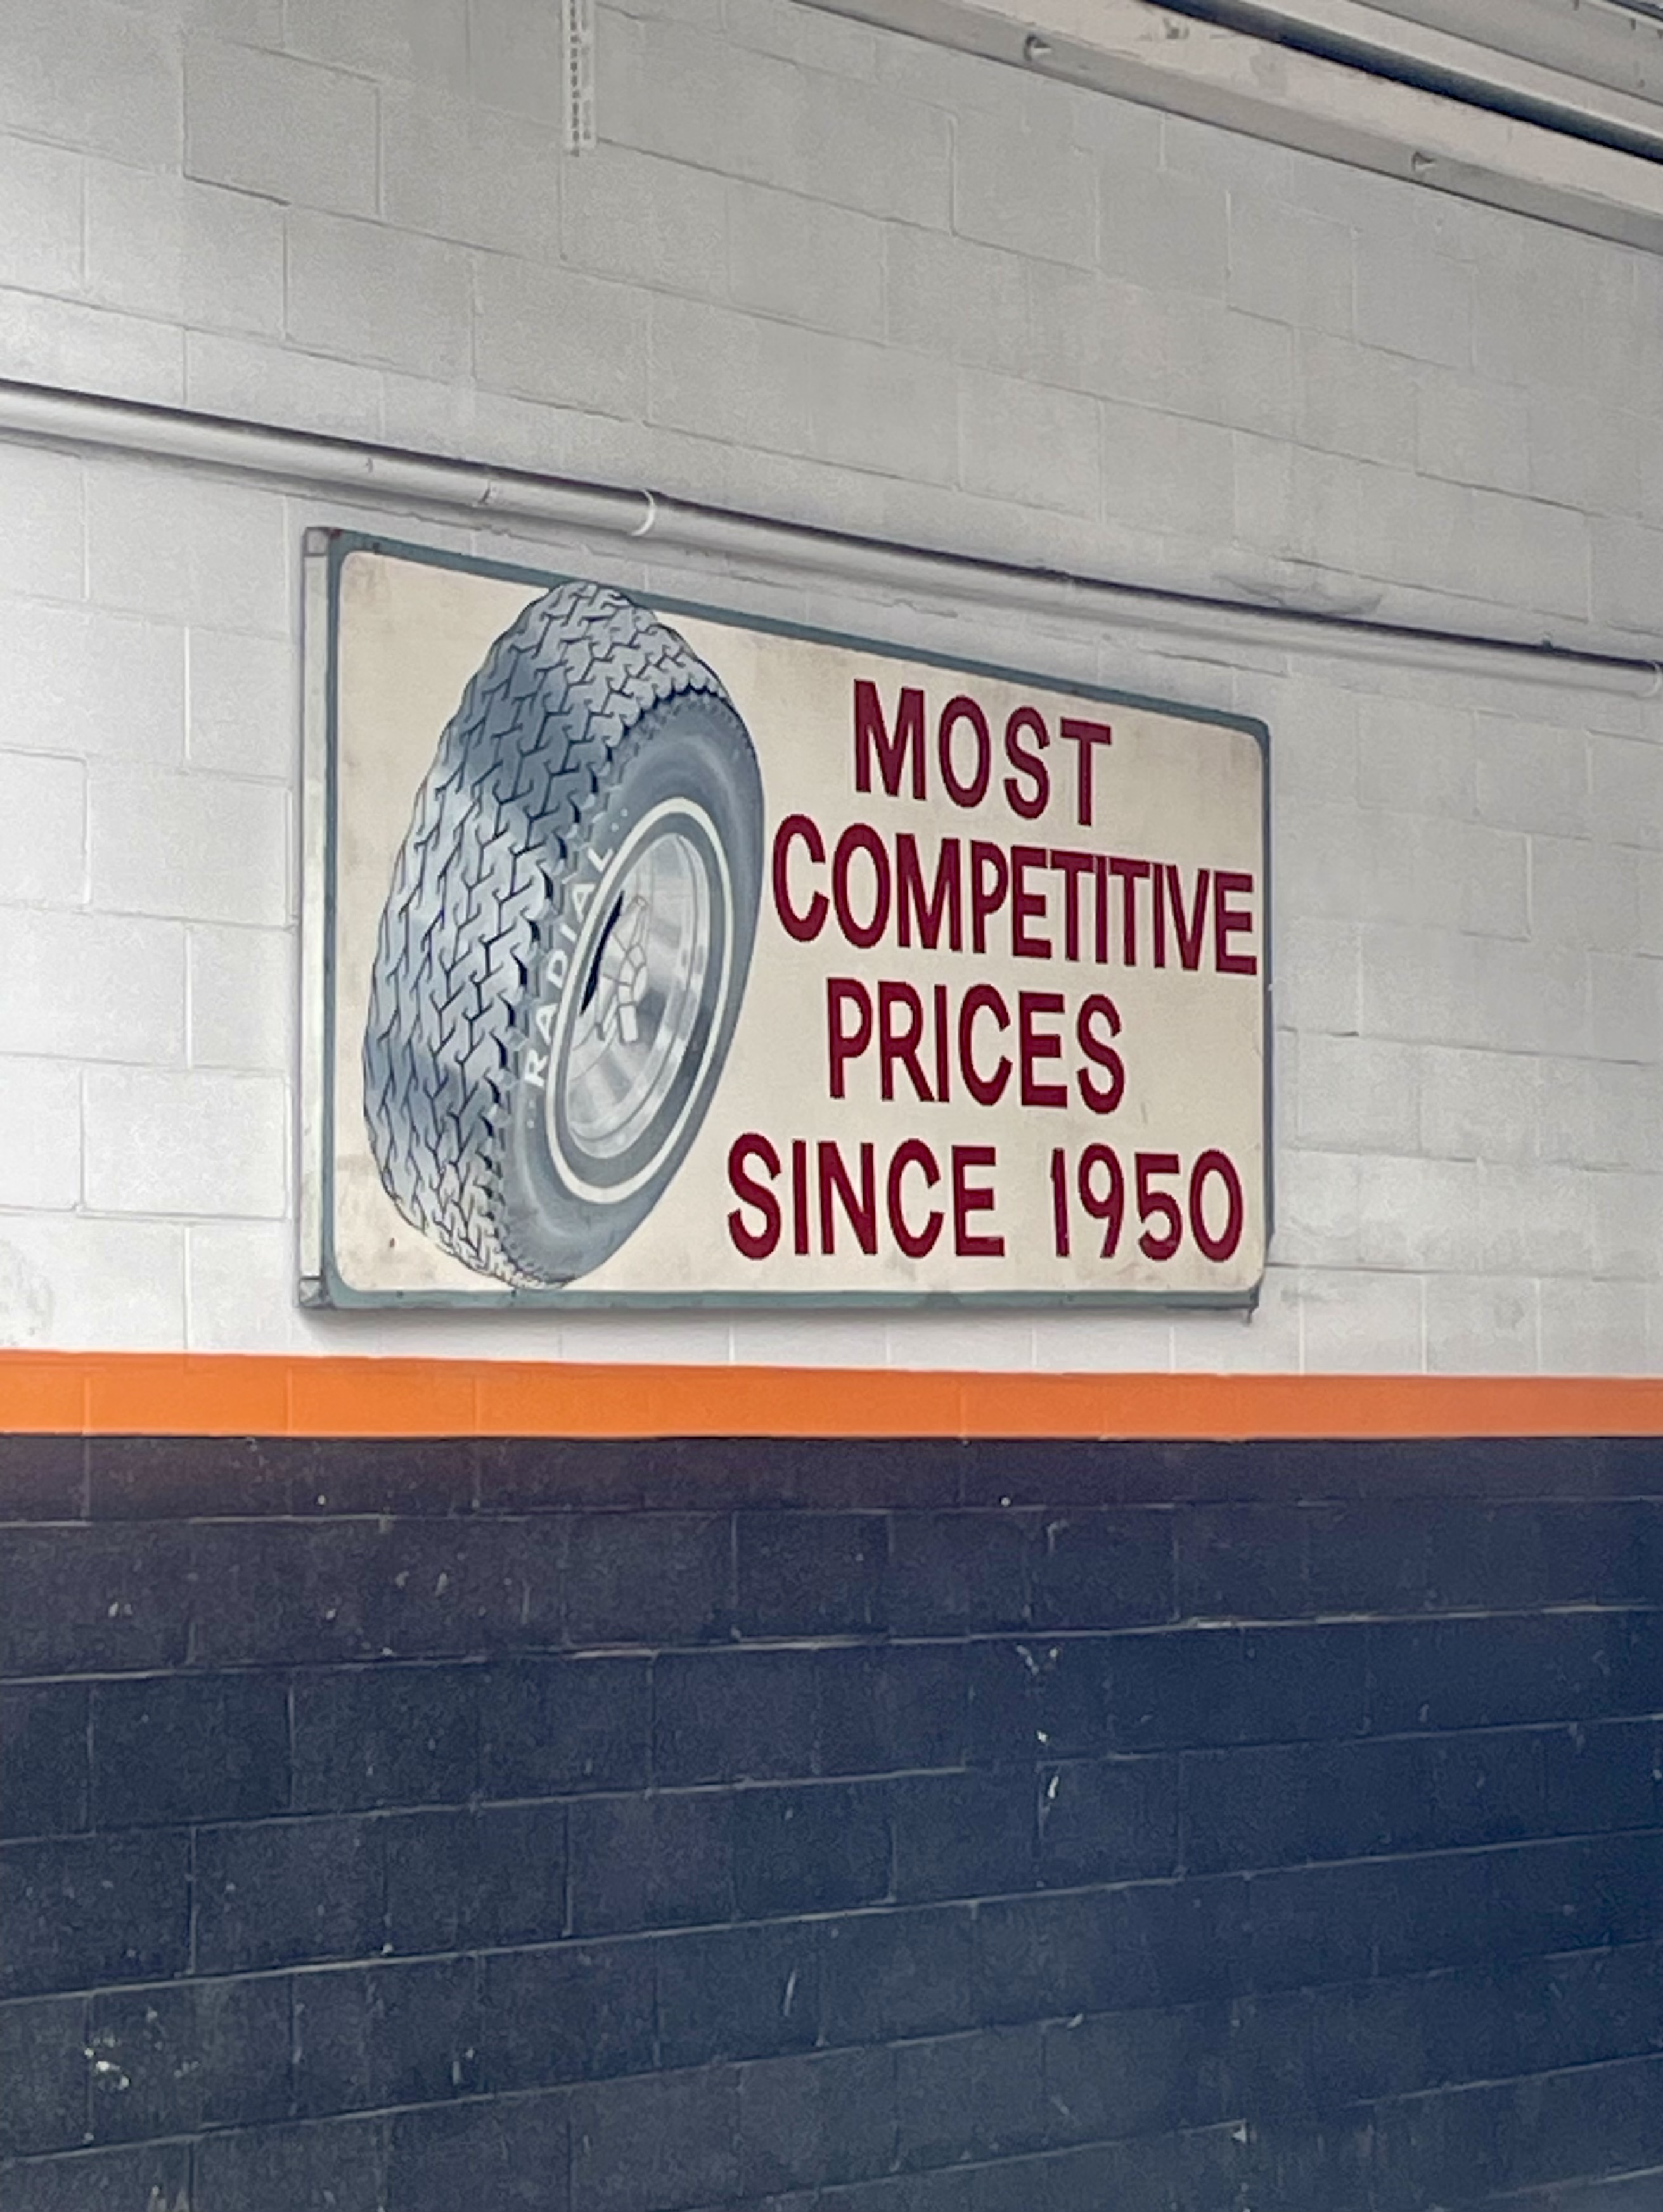 RADIAL
MOST
COMPETITIVE
PRICES
SINCE 1950